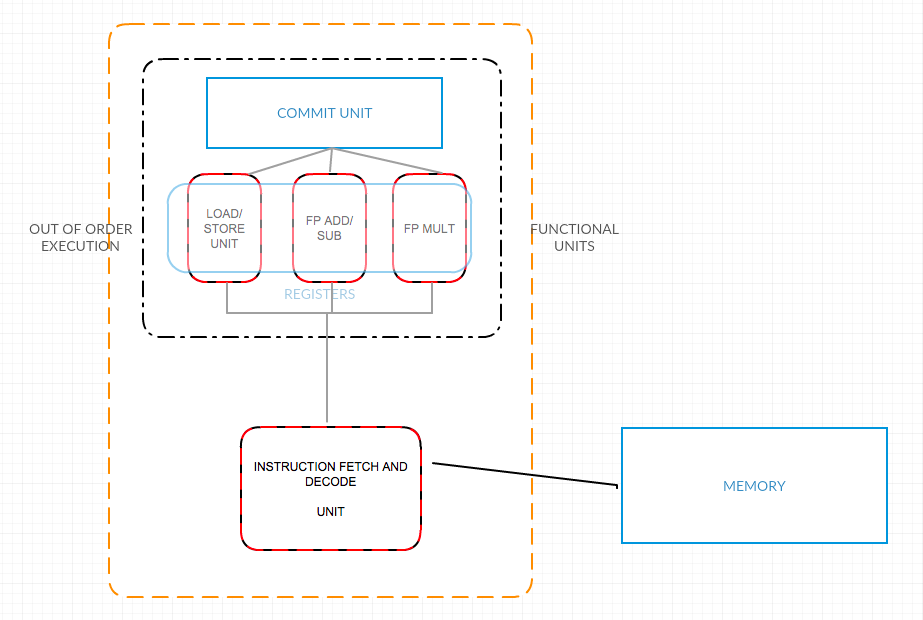 COMMIT UNIT
LOAD/
STORE
UNIT
FP ADD/
SUB
FP MULT
OUT OF ORDER
EXECUTION
FUNCTIONAL
UNITS
REGISTERS
INSTRUCTION FETCH AND
DECODE
UNIT
MEMORY